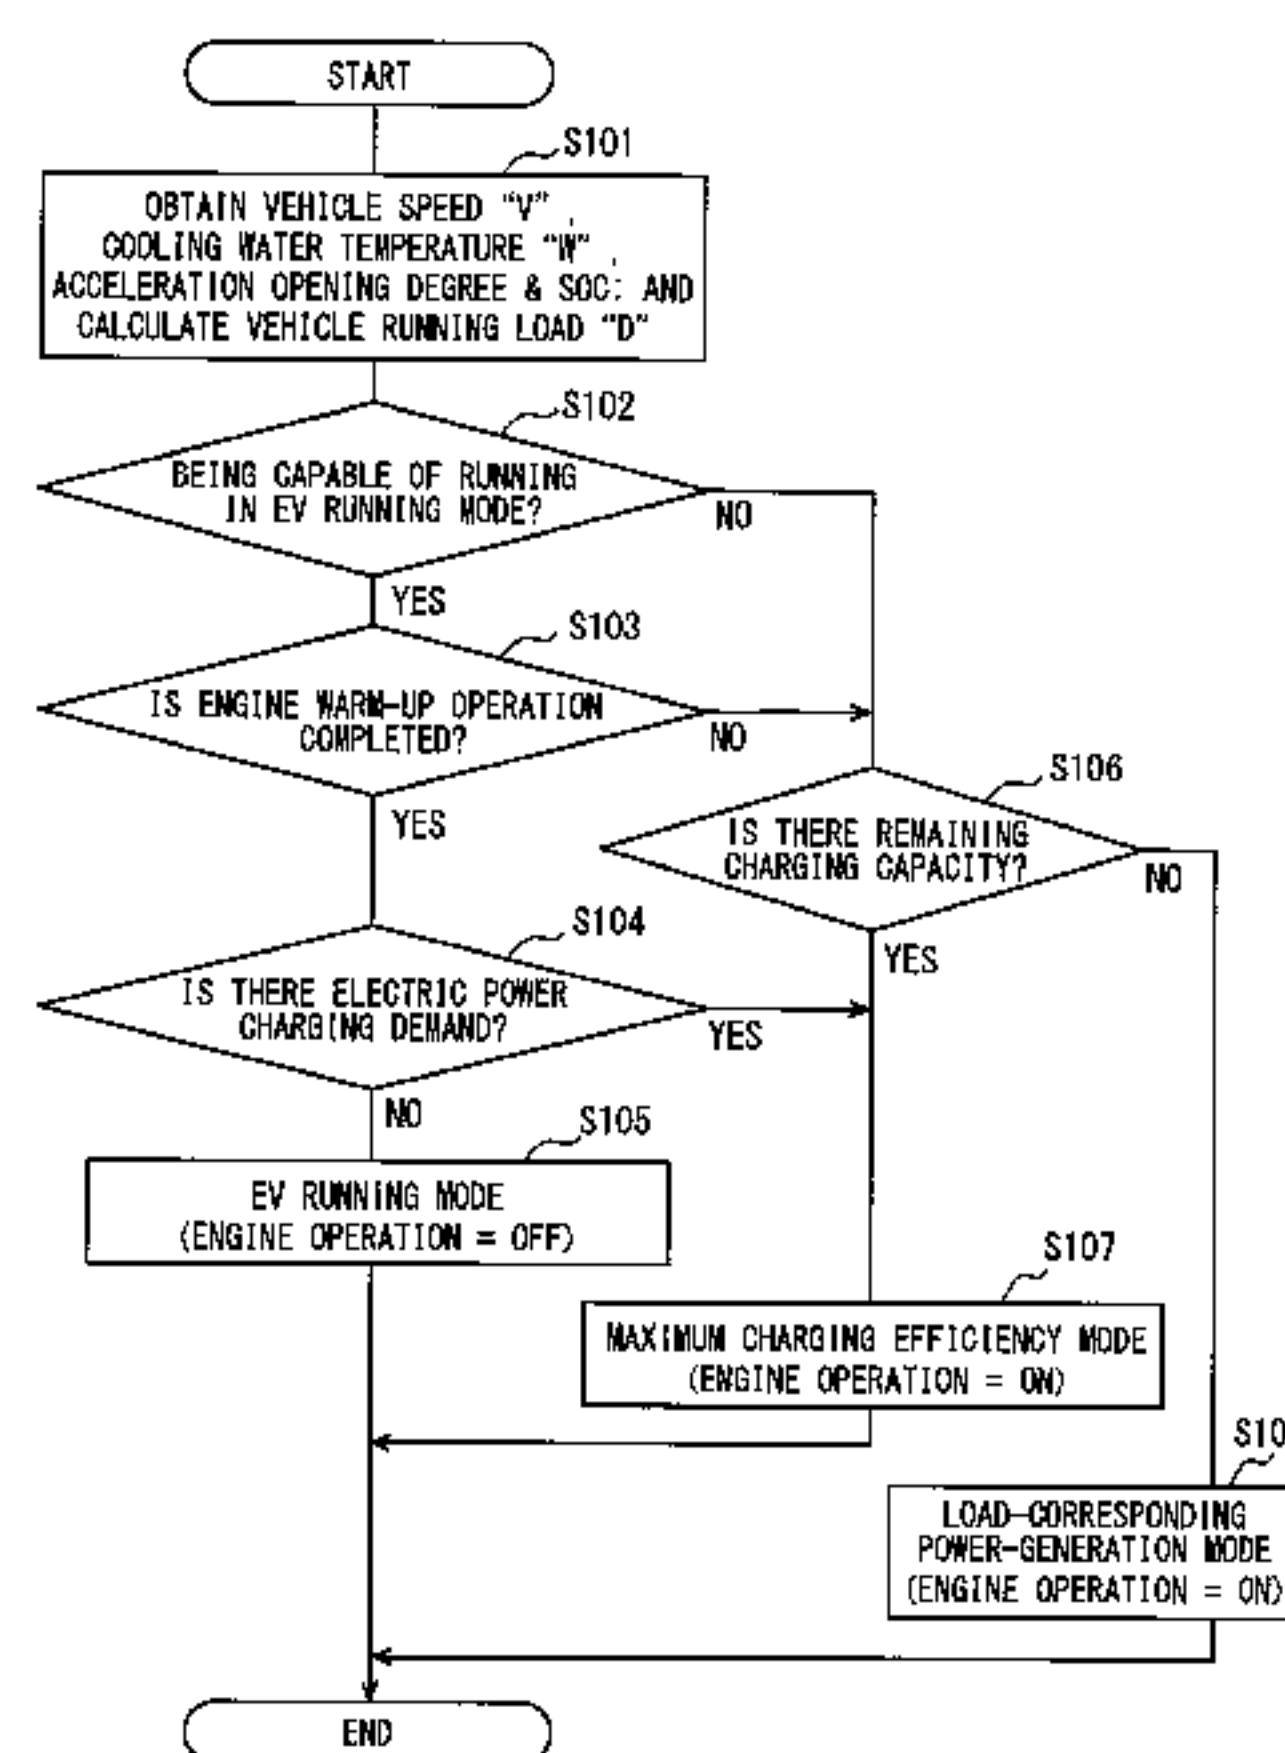 START
S101
OBTAIN VEHICLE SPEED "V",
COOLING WATER TEMPERATURE "W",
ACCELERATION OPENING DEGREE & SOC; AND
CALCULATE VEHICLE RUNNING LOAD "D"
S102
BEING CAPABLE OF RUNNING
IN EV RUNNING MODE?
NO
YES
S103
IS ENGINE WARM-UP OPERATION
COMPLETED?
NO
YES
S106
IS THERE REMAINING
CHARGING CAPACITY?
NO
YES
S104
IS THERE ELECTRIC POWER
CHARGING DEMAND?
YES
NO
S105
EV RUNNING MODE
(ENGINE OPERATION = OFF)
S107
MAXIMUM CHARGING EFFICIENCY MODE
(ENGINE OPERATION = ON)
LOAD-CORRESPONDING
POWER-GENERATION MODE
(ENGINE OPERATION = ON)
END